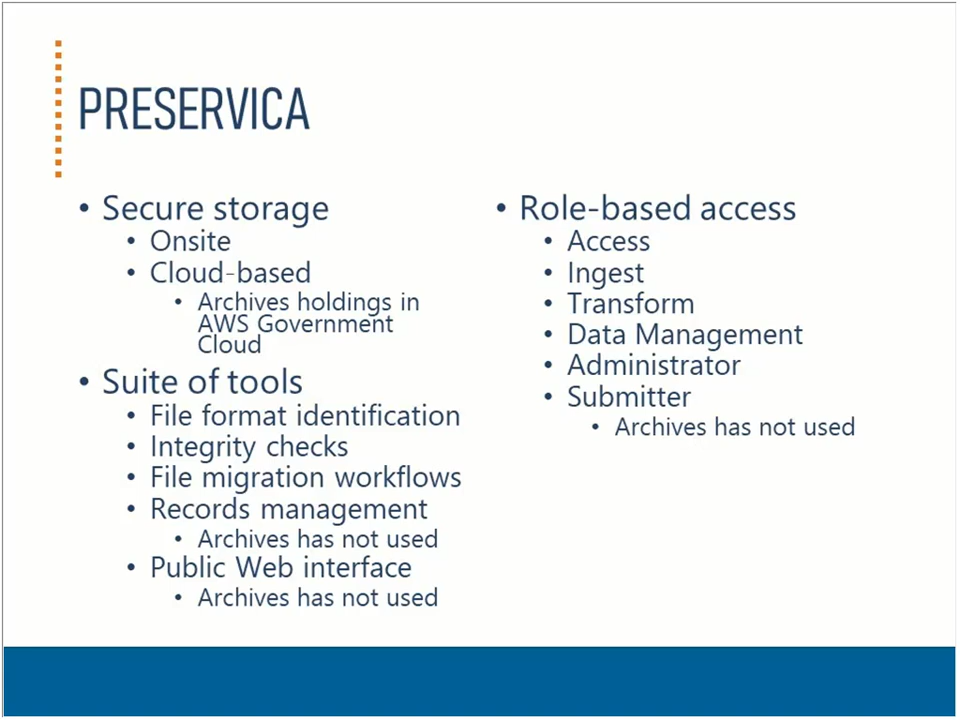 PRESERVICA
• Secure storage
• Onsite
• Cloud-based
• Archives holdings in
AWS Government
Cloud
• Suite of tools
• File format identification
• Integrity checks
• File migration workflows
• Records management
• Archives has not used
• Public Web interface
• Archives has not used
• Role-based access
• Access
• Ingest
• Transform
• Data Management
• Administrator
• Submitter
• Archives has not used